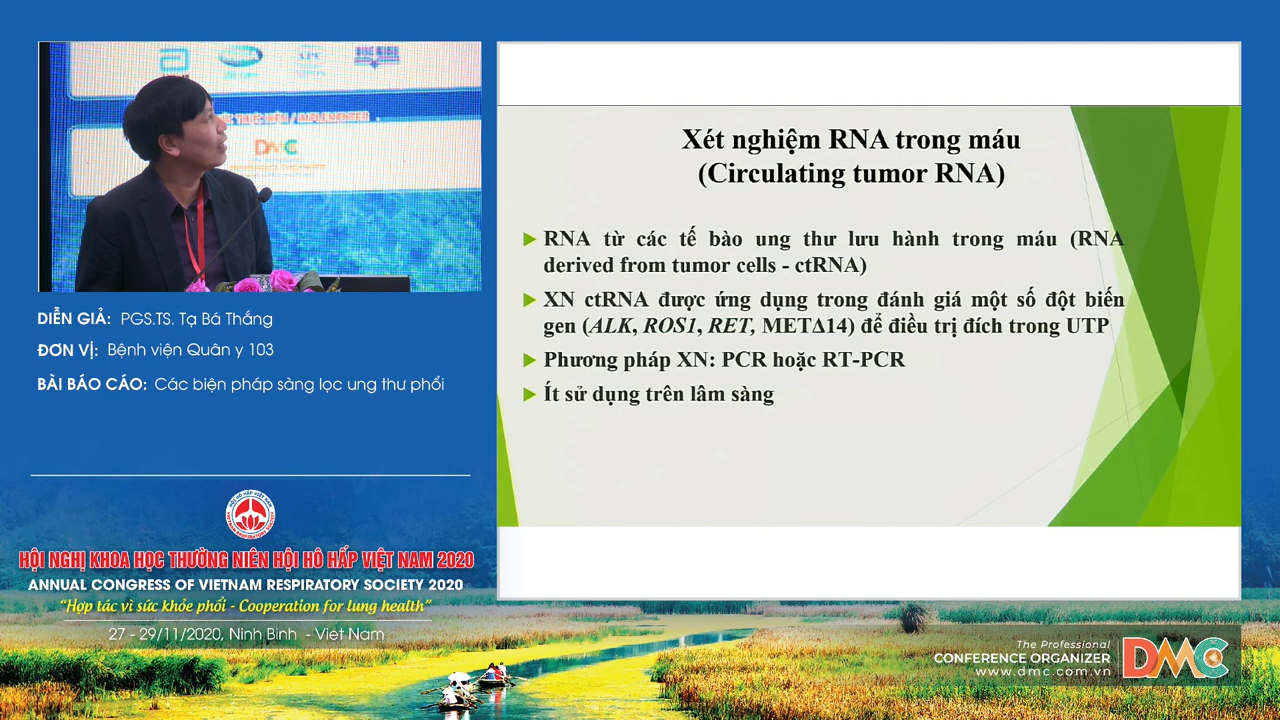 DMC
DIỄN GIẢ: PGS.TS. Tạ Bá Thắng
ĐƠN VỊ: Bệnh viện Quân y 103
BÀI BÁO CÁO: Các biện pháp sàng lọc ung thư phổi
HỘI NGHỊ KHOA HỌC THƯỜNG NIÊN HỘI HÔ HẤP VIỆT NAM 2020
ANNUAL CONGRESS OF VIETNAM RESPIRATORY SOCIETY 2020
“Hợp tác vì sức khỏe phổi - Cooperation for lung health”
27 - 29/11/2020, Ninh Binh - Viet Nam
Xét nghiệm RNA trong máu
(Circulating tumor RNA)
RNA từ các tế bào ung thư lưu hành trong máu (RNA
derived from tumor cells - ctRNA)
XN ctRNA được ứng dụng trong đánh giá một số đột biến
gen (ALK, ROS1, RET, METΔ14) để điều trị đích trong UTP
Phương pháp XN: PCR hoặc RT-PCR
Ít sử dụng trên lâm sàng
The Professional
CONFERENCE ORGANIZER
www.dmc.com.vn
DMC